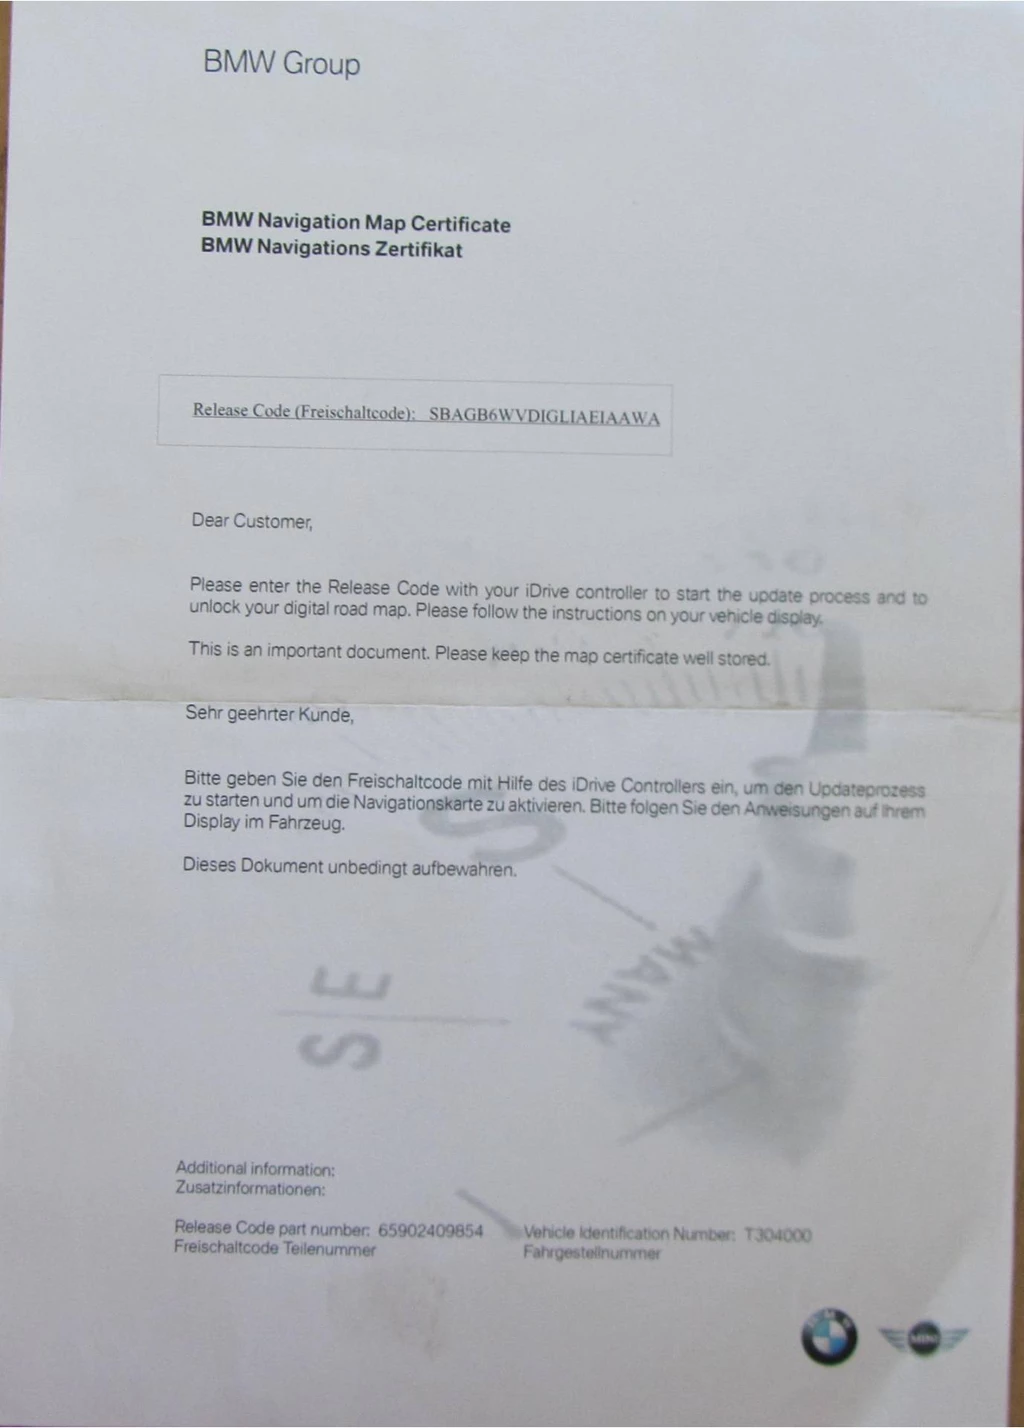 BMW Group
BMW Navigation Map Certificate
BMW Navigations Zertifikat
Release Code (Freischaltcode): SBAGB6WVDIGLIAEIAAWA
Dear Customer,
Please enter the Release Code with your iDrive controller to start the update process and to
unlock your digital road map. Please follow the instructions on your vehicle display.
This is an important document. Please keep the map certificate well stored.
Sehr geehrter Kunde,
Bitte geben Sie den Freischaltcode mit Hilfe des iDrive Controllers ein, um den Updateprozess
zu starten und um die Navigationskarte zu aktivieren. Bitte folgen Sie den Anweisungen auf Ihrem
Display im Fahrzeug.
Dieses Dokument unbedingt aufbewahren.
S
MANY
SE
Additional information:
Zusatzinformationen:
Release Code part number: 65902409854 Vehicle Identification Number: T304000
Freischaltcode Teilenummer Fahrgestellnummer
BMW MINI